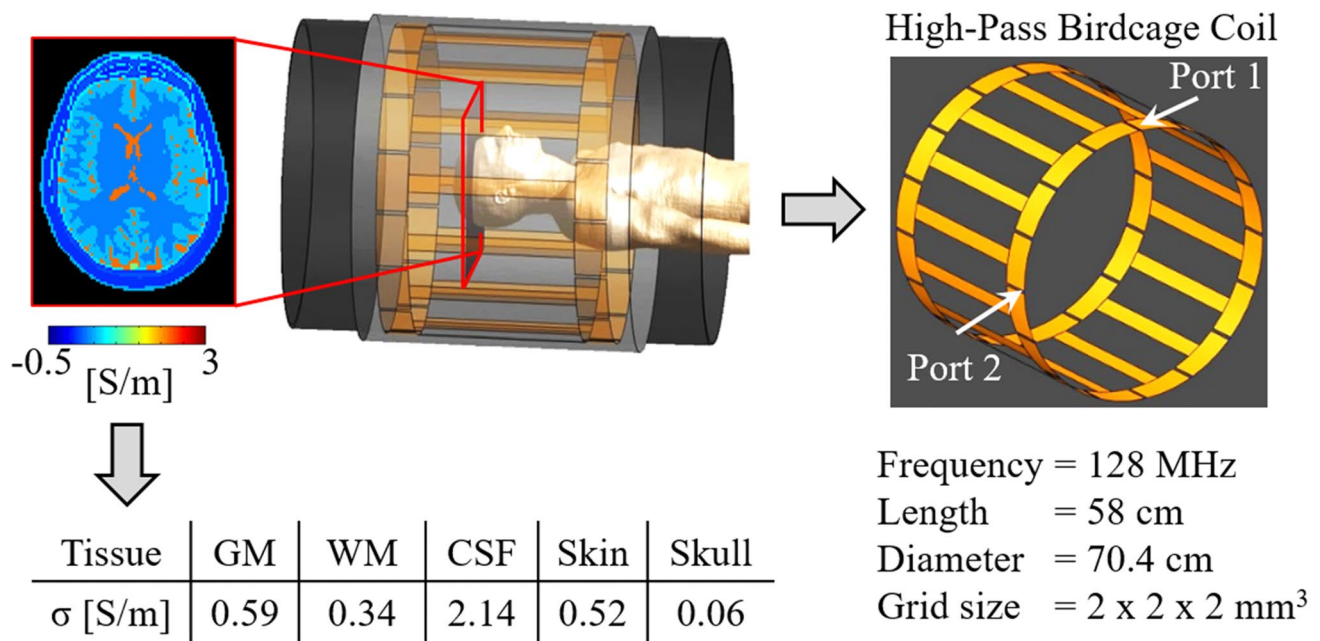 High-Pass Birdcage Coil
Port 1
Port 2
-0.5 3
[S/m]
Tissue GM WM CSF Skin Skull
σ [S/m] 0.59 0.34 2.14 0.52 0.06
Frequency = 128 MHz
Length = 58 cm
Diameter = 70.4 cm
Grid size = 2 x 2 x 2 mm³